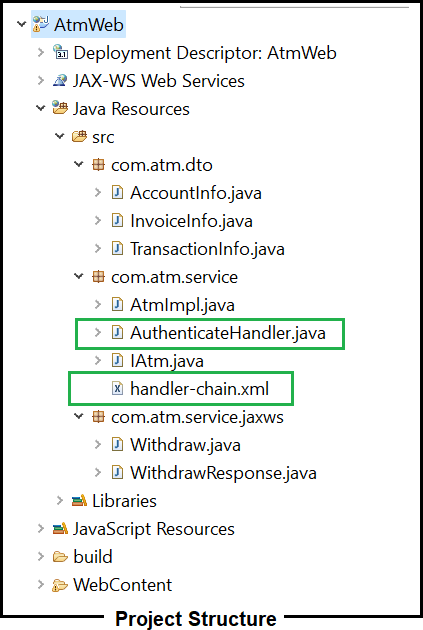 AtmWeb
Deployment Descriptor: AtmWeb
JAX-WS Web Services
Java Resources
src
com.atm.dto
AccountInfo.java
InvoiceInfo.java
TransactionInfo.java
com.atm.service
AtmImpl.java
AuthenticateHandler.java
IAtm.java
handler-chain.xml
com.atm.service.jaxws
Withdraw.java
WithdrawResponse.java
Libraries
JavaScript Resources
build
WebContent
Project Structure